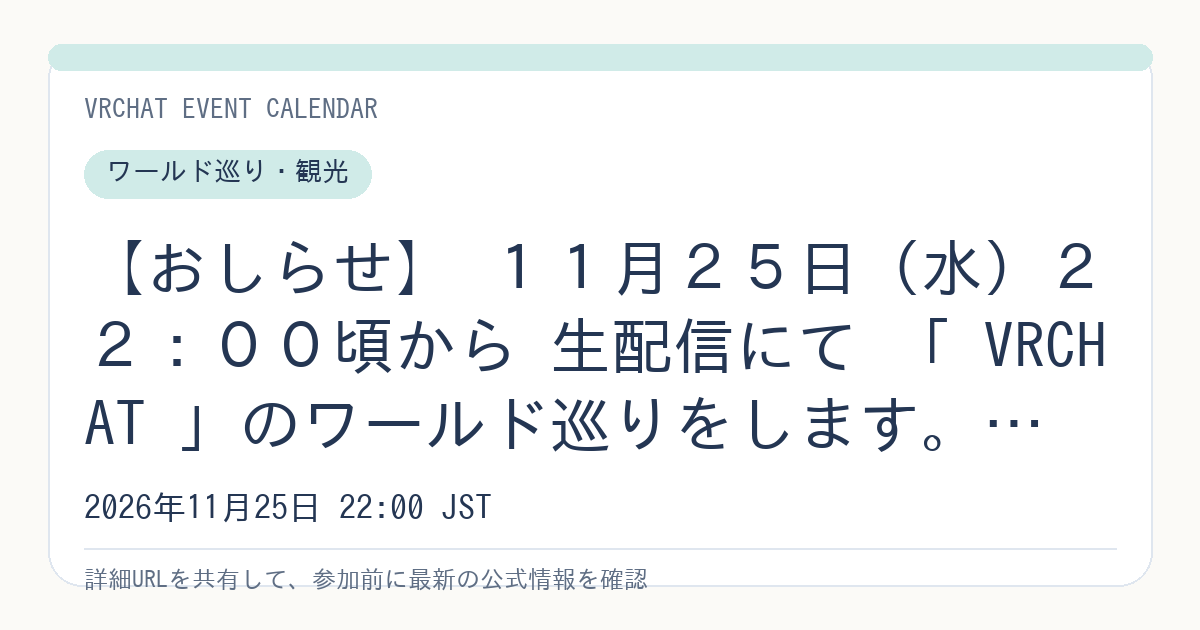 VRCHAT EVENT CALENDAR
ワールド巡り・観光
【おしらせ】 １１月２５日（水）２
２：００頃から 生配信にて 「 VRCH
AT 」のワールド巡りをします。…
2026年11月25日 22:00 JST
詳細URLを共有して、参加前に最新の公式情報を確認